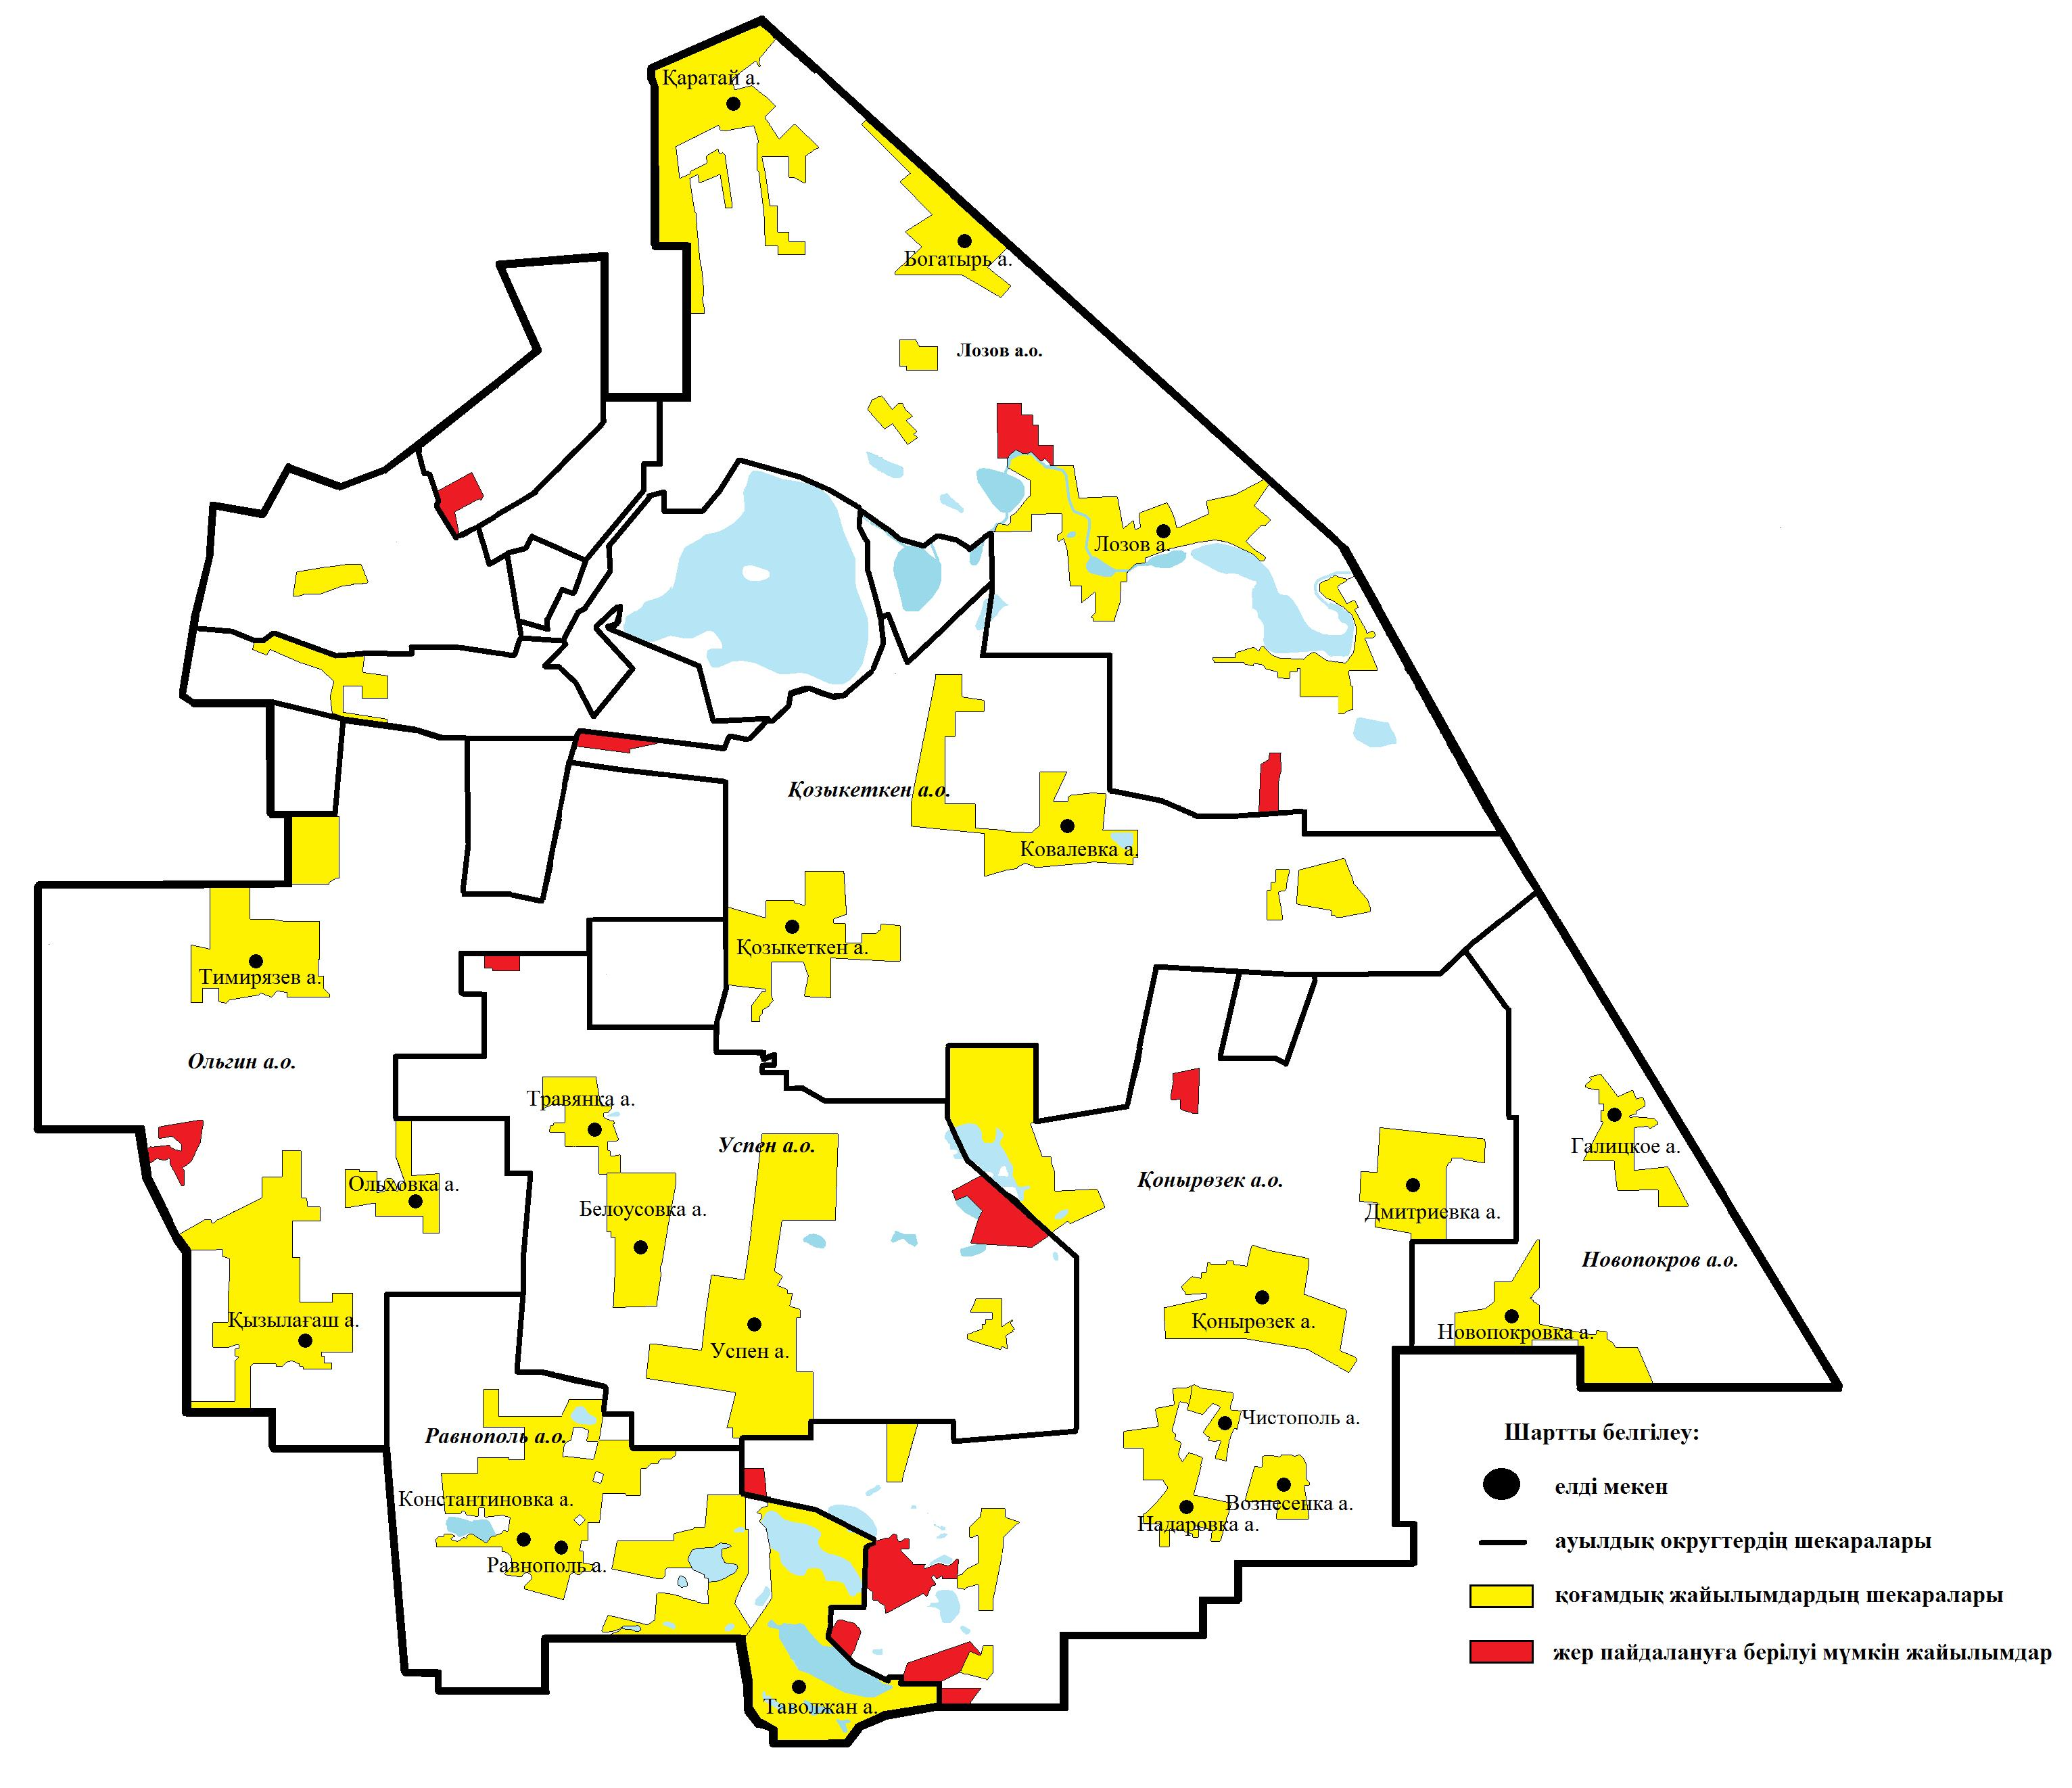 Қаратай а.
Богатырь а.
Лозов а.о.
Лозов а.
Қозыкеткен а.о.
Ковалевка а.
Қозыкеткен а.
Тимирязев а.
Ольгин а.о.
Травянка а.
Успен а.о.
Галицкое а.
Ольховка а.
Қонырөзек а.о.
Белоусовка а.
Дмитриевка а.
Новопокров а.о.
Қызылағаш а.
Қонырөзек а.
Новопокровка а.
Успен а.
Чистополь а.
Равнополь а.о.
Константиновка а.
Вознесенка а.
Надаровка а.
Равнополь а.
Таволжан а.
Шартты белгілеу:
елді мекен
ауылдық округтердің шекаралары
қоғамдық жайылымдардың шекаралары
жер пайдалануға берілуі мүмкін жайылымдар